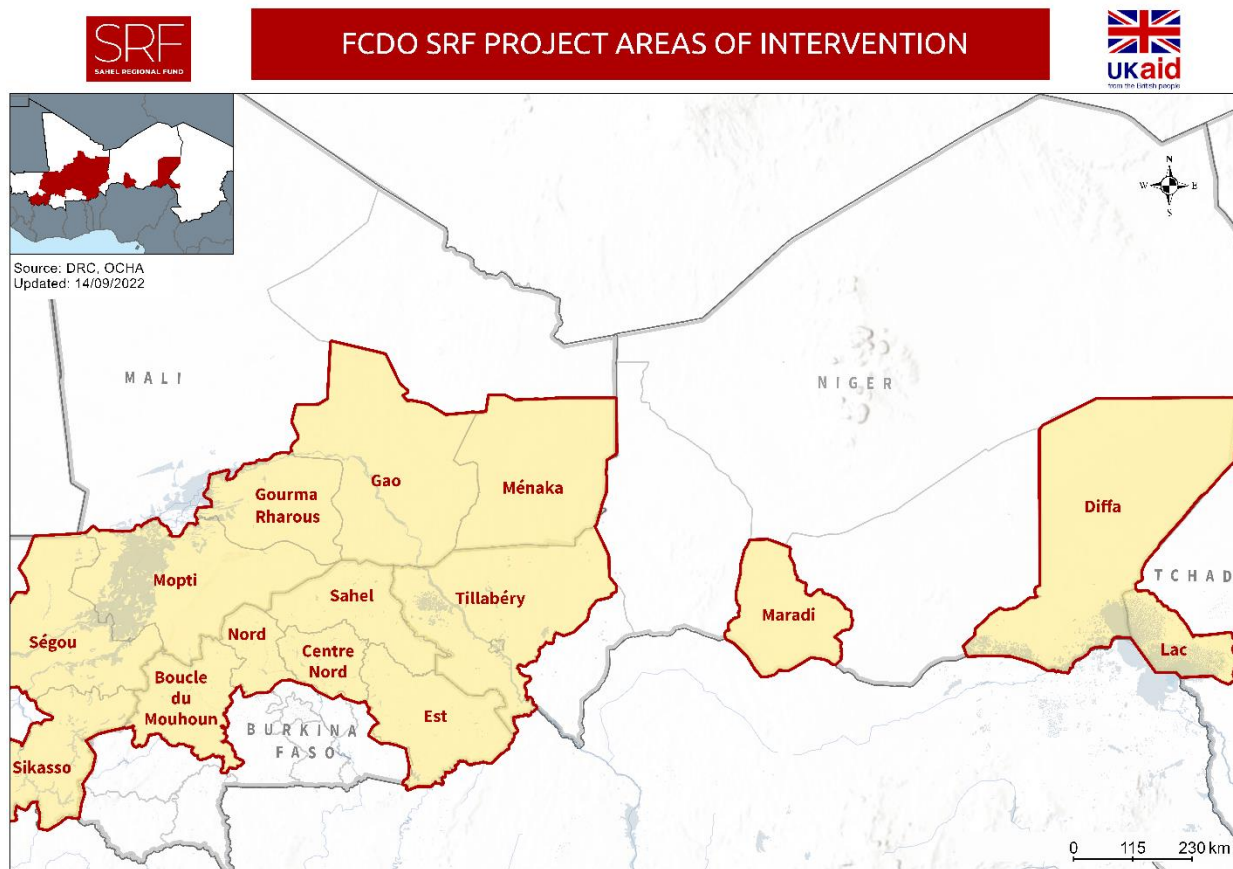 SRF
SAHEL REGIONAL FUND
FCDO SRF PROJECT AREAS OF INTERVENTION
UKaid
from the British people
Source: DRC, OCHA
Updated: 14/09/2022
N
W
E
S
MALI
NIGER
TCHAD
BURKINA
FASO
Gao
Ménaka
Gourma
Rharous
Mopti
Ségou
Sahel
Tillabéry
Nord
Centre
Nord
Boucle
du
Mouhoun
Est
Sikasso
Maradi
Diffa
Lac
0 115 230 km